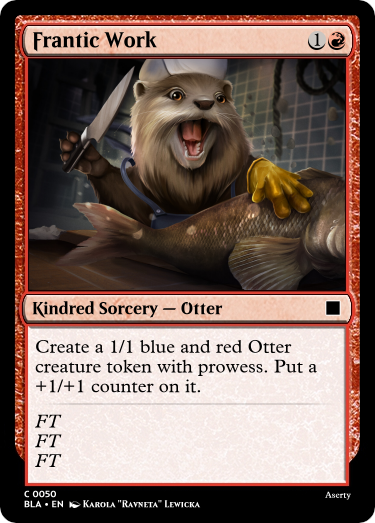 Frantic Work 1
Kindred Sorcery — Otter
Create a 1/1 blue and red Otter
creature token with prowess. Put a
+1/+1 counter on it.
FT
FT
FT
C 0050
BLA • EN Karola "Ravneta" Lewicka
Aserty